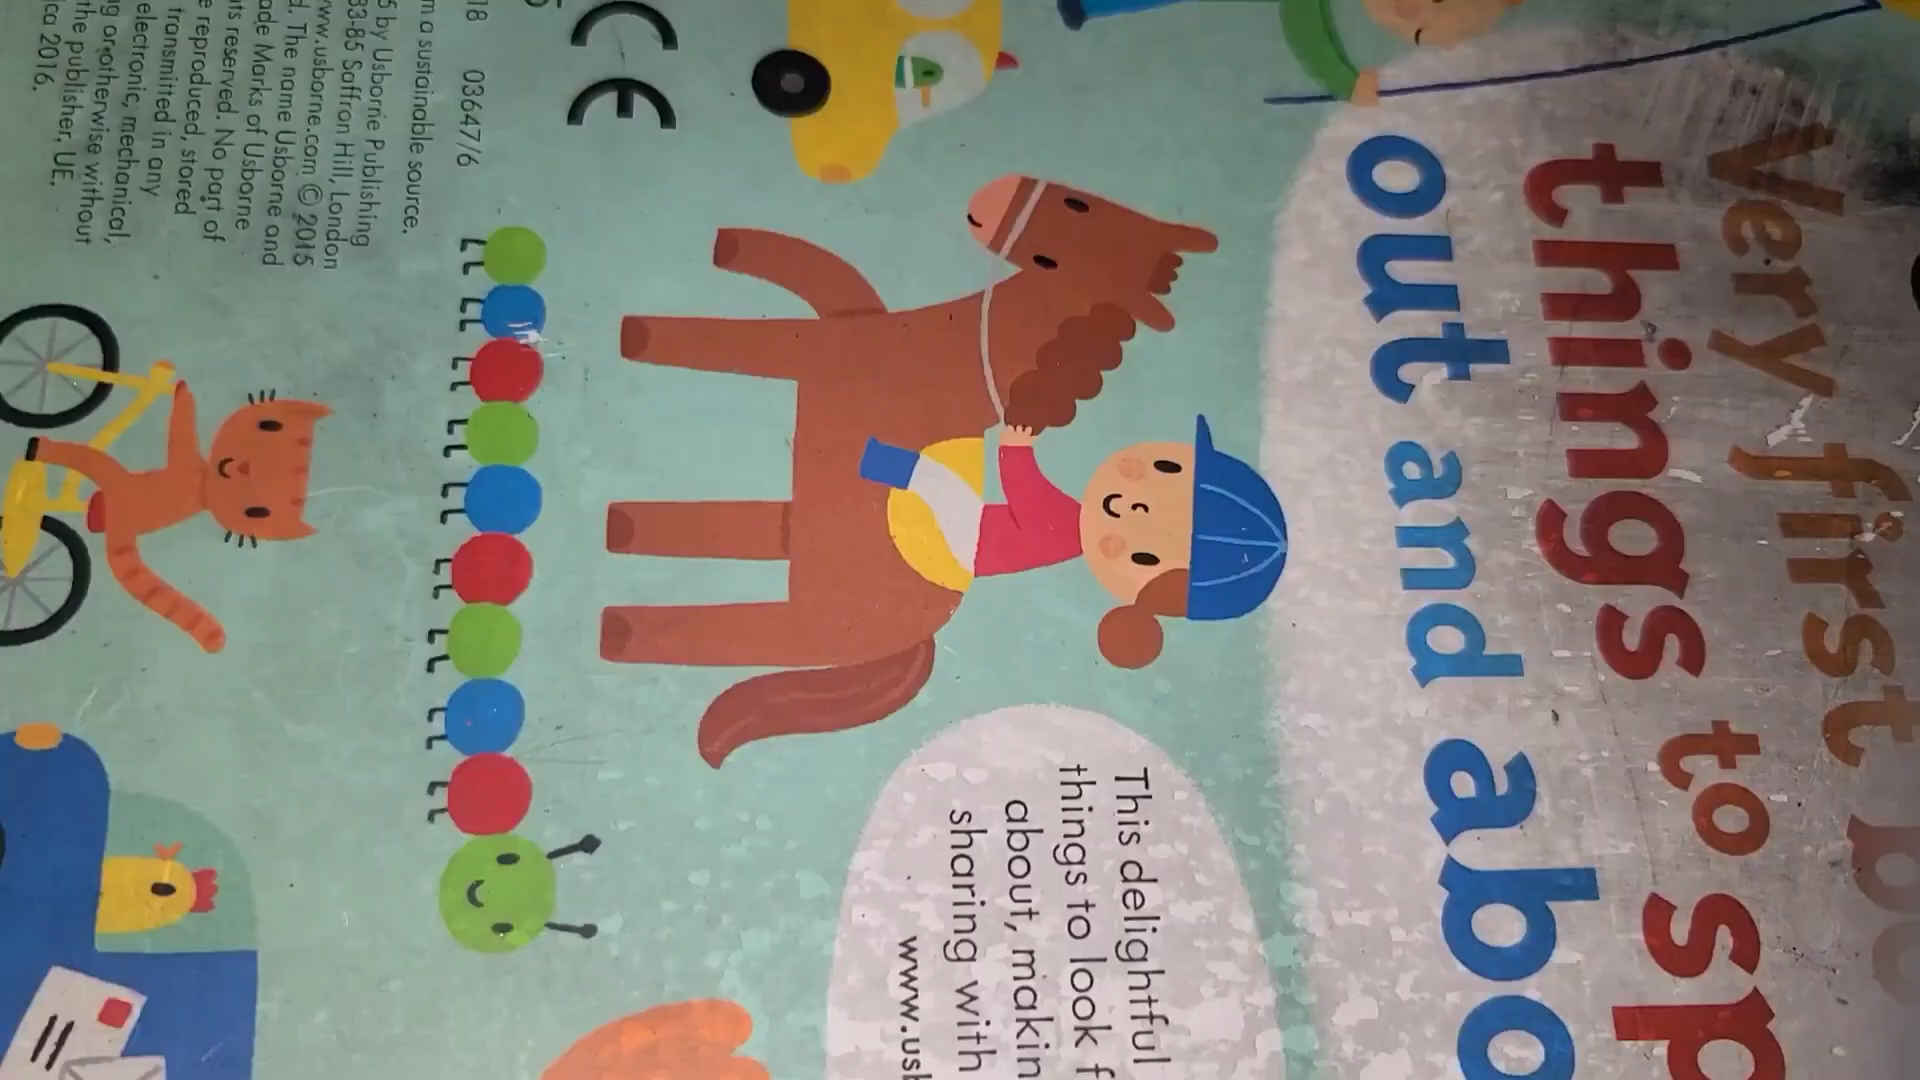 Very first
things to sp
out and abo
This delightful
things to look f
about, makin
sharing with
www.usb
CE
18 03647/6
m a sustainable source.
5 by Usborne Publishing
83-85 Saffron Hill, London
www.usborne.com © 2015
d. The name Usborne and
ade Marks of Usborne
ts reserved. No part of
e reproduced, stored
transmitted in any
electronic, mechanical,
g or otherwise without
the publisher, UE.
ica 2016.